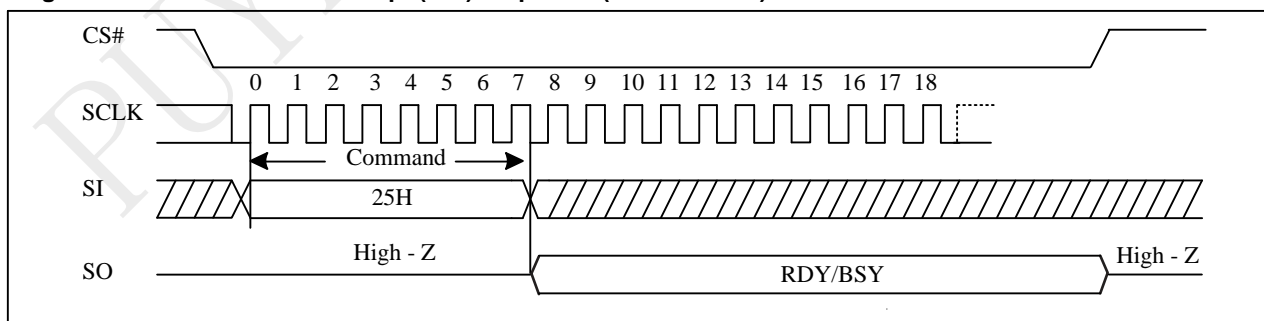 CS#
0 1 2 3 4 5 6 7 8 9 10 11 12 13 14 15 16 17 18
SCLK
Command
SI
25H
High - Z
High - Z
SO
RDY/BSY
PUY